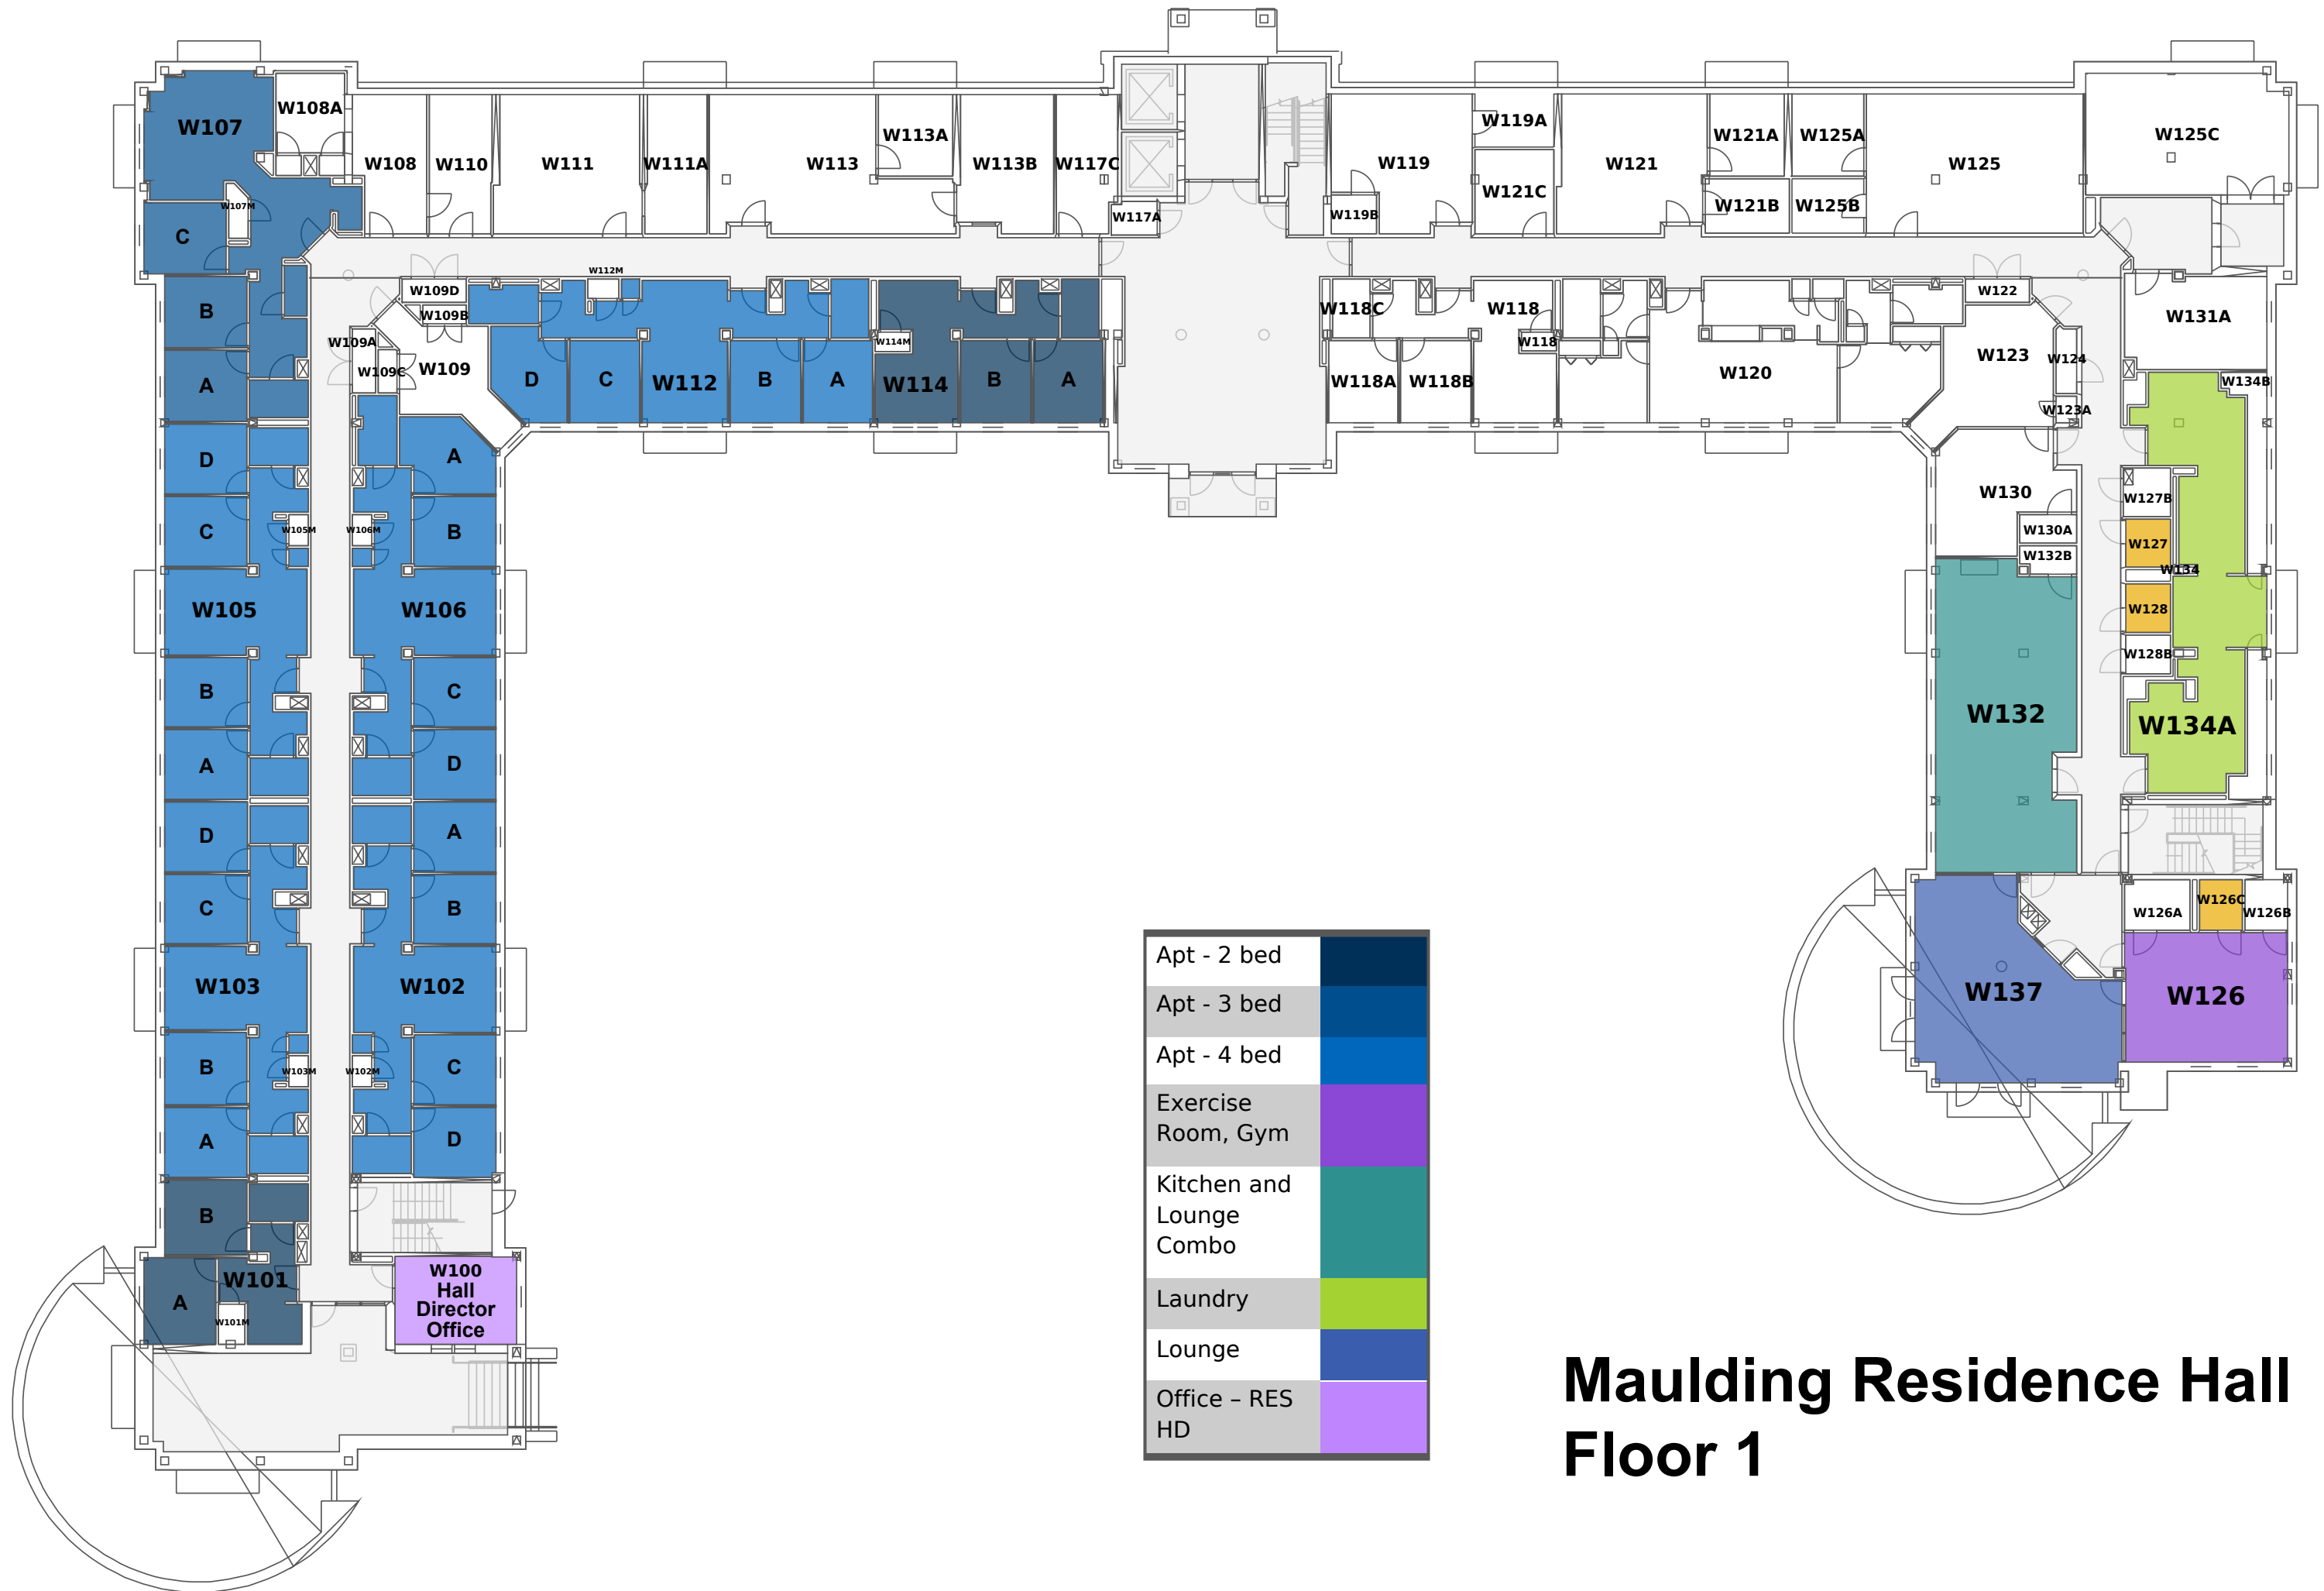 W107
W108A
W108
W110
W111
W111A
W113
W113A
W113B
W117C
W117A
W119
W119A
W119B
W121C
W121
W121A
W121B
W125A
W125B
W125
W125C
W107M
C
B
A
W109D
W109B
W109A
W109C
W109
W112M
D
C
W112
B
A
W114M
W114
B
A
W118C
W118
W118
W118A
W118B
W120
W122
W123
W124
W123A
W131A
W134B
D
C
W105M
W105
B
A
A
B
W106M
W106
C
D
W130
W130A
W132B
W127B
W127
W134
W128
W128B
W132
W134A
D
C
W103
B
W103M
A
A
B
W102
W102M
C
D
W126A
W126C
W126B
W137
W126
B
W101
A
W101M
W100
Hall
Director
Office
Apt - 2 bed
Apt - 3 bed
Apt - 4 bed
Exercise
Room, Gym
Kitchen and
Lounge
Combo
Laundry
Lounge
Office – RES
HD
Maulding Residence Hall
Floor 1